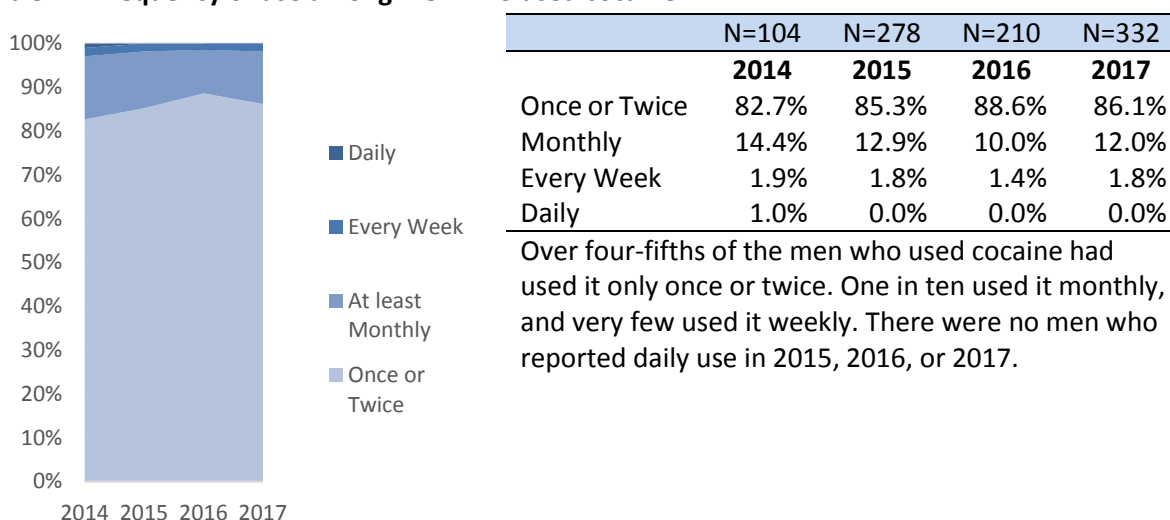 100%
90%
80%
70%
60%
50%
40%
30%
20%
10%
0%
2014 2015 2016 2017
Daily
Every Week
At least
Monthly
Once or
Twice
N=104 N=278 N=210 N=332
2014 2015 2016 2017
Once or Twice 82.7% 85.3% 88.6% 86.1%
Monthly 14.4% 12.9% 10.0% 12.0%
Every Week 1.9% 1.8% 1.4% 1.8%
Daily 1.0% 0.0% 0.0% 0.0%
Over four-fifths of the men who used cocaine had
used it only once or twice. One in ten used it monthly,
and very few used it weekly. There were no men who
reported daily use in 2015, 2016, or 2017.